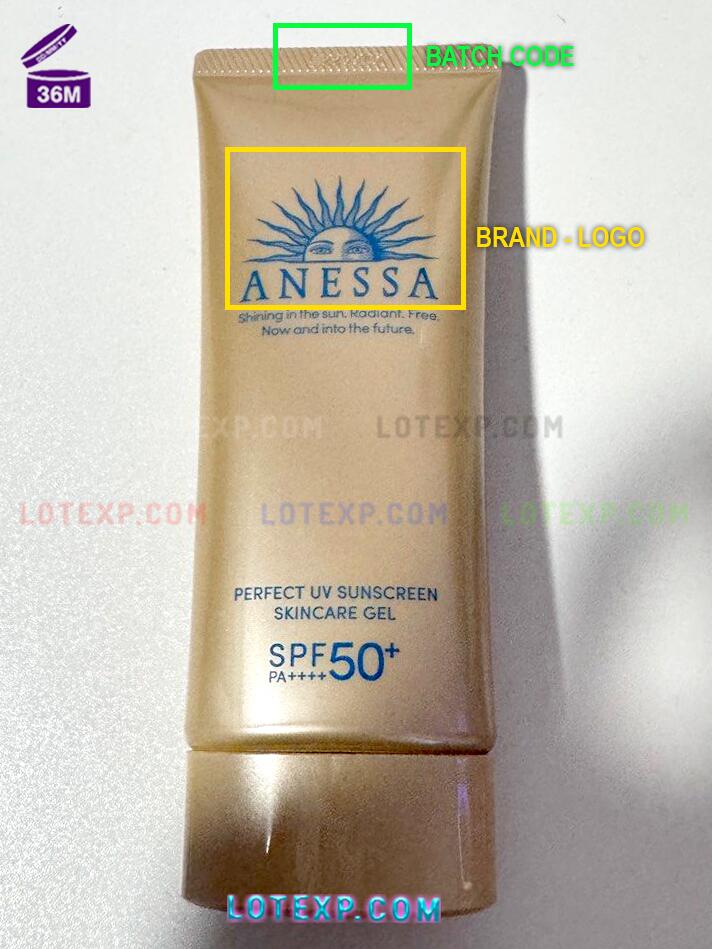 BATCH CODE
36M
BRAND - LOGO
ANESSA
Shining in the sun. Radiant. Free.
Now and into the future.
LOTEXP.COM
LOTEXP.COM LOTEXP.COM LOTEXP.COM
PERFECT UV SUNSCREEN
SKINCARE GEL
SPF50+
PA++++
LOTEXP.COM